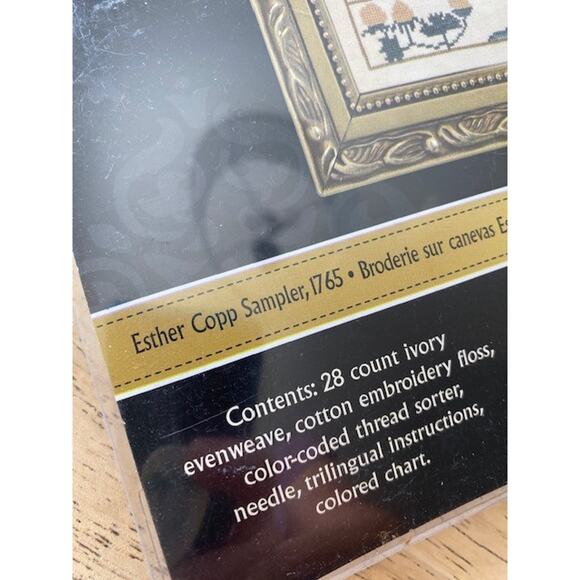 Esther Copp Sampler, 1765 • Broderie sur canevas
Contents: 28 count ivory
evenweave, cotton embroidery floss,
color-coded thread sorter,
needle, trilingual instructions,
colored chart.